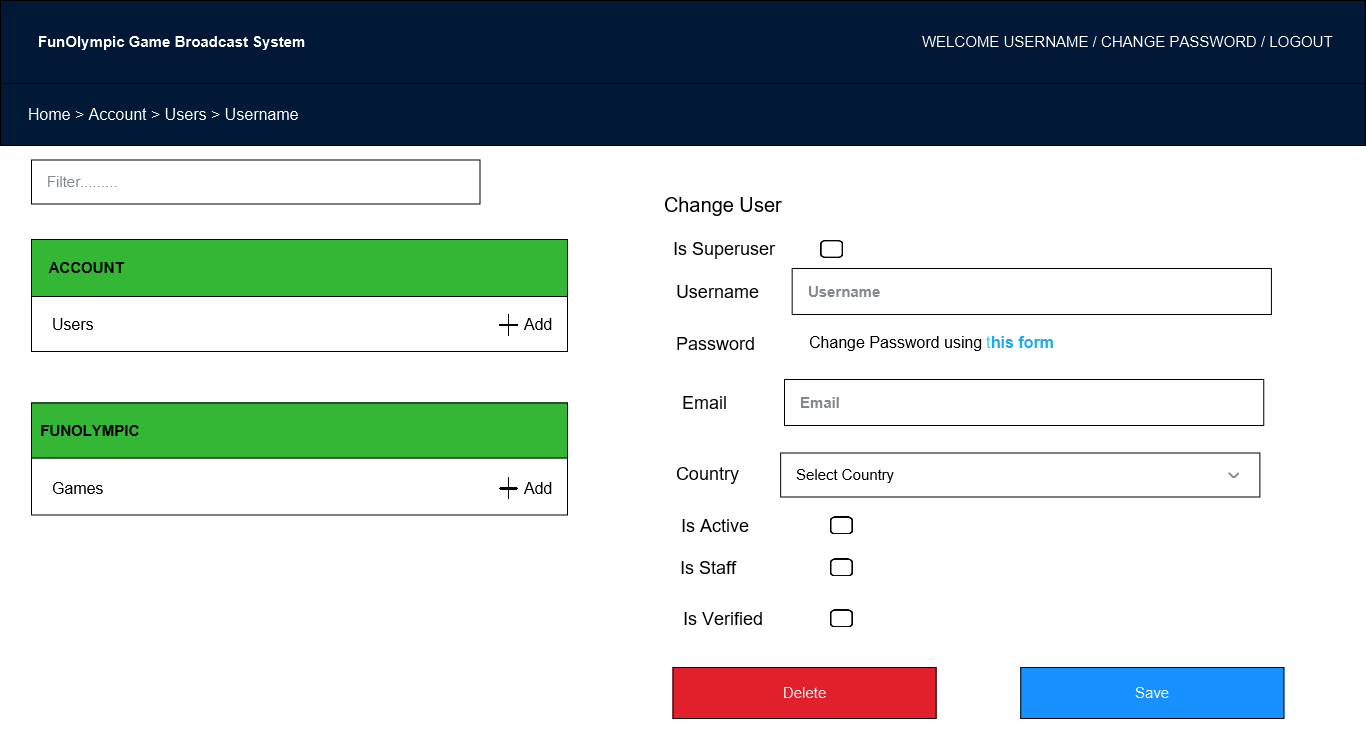 FunOlympic Game Broadcast System
WELCOME USERNAME / CHANGE PASSWORD / LOGOUT
Home > Account > Users > Username
Filter.........
ACCOUNT
Users
Add
FUNOLYMPIC
Games
Add
Change User
Is Superuser
Username
Username
Password
Change Password using this form
Email
Email
Country
Select Country
Is Active
Is Staff
Is Verified
Delete
Save